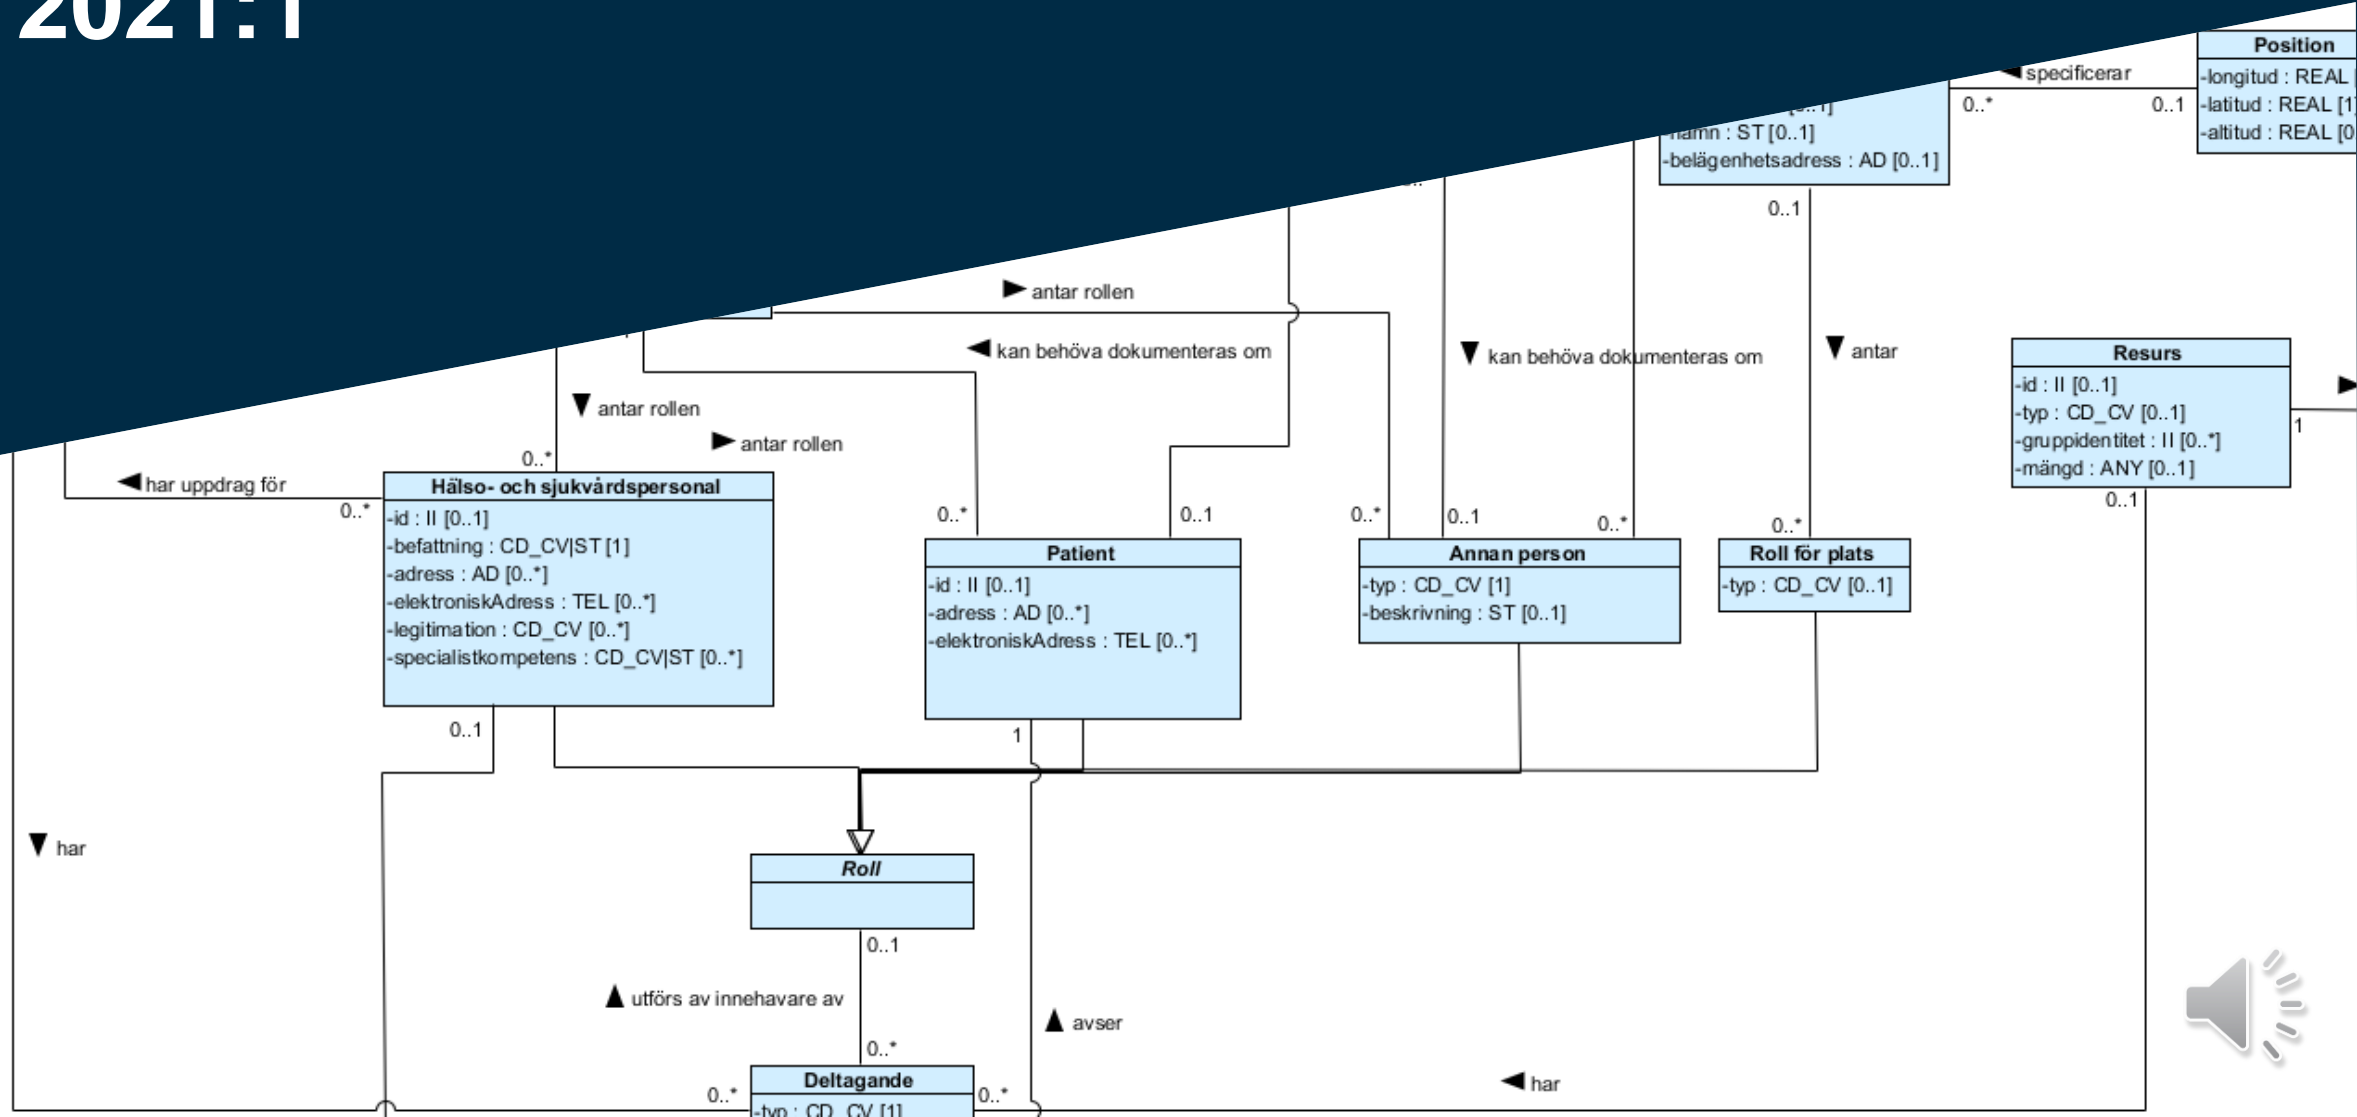 2021:1
Position
-longitud : REAL [
-latitud : REAL [1]
-altitud : REAL [0
specificerar
0..*
0..1
-namn : ST [0..1]
-belägenhetsadress : AD [0..1]
0..1
antar rollen
kan behöva dokumenteras om
kan behöva dokumenteras om
antar
antar rollen
antar rollen
Resurs
-id : II [0..1]
-typ : CD_CV [0..1]
-gruppidentitet : II [0..*]
-mängd : ANY [0..1]
1
0..1
har uppdrag för
0..*
0..*
Hälso- och sjukvårdspersonal
-id : II [0..1]
-befattning : CD_CV|ST [1]
-adress : AD [0..*]
-elektroniskAdress : TEL [0..*]
-legitimation : CD_CV [0..*]
-specialistkompetens : CD_CV|ST [0..*]
0..*
0..1
Patient
-id : II [0..1]
-adress : AD [0..*]
-elektroniskAdress : TEL [0..*]
0..*
0..1
0..*
Annan person
-typ : CD_CV [1]
-beskrivning : ST [0..1]
0..*
Roll för plats
-typ : CD_CV [0..1]
0..1
1
har
Roll
0..1
utförs av innehavare av
avser
0..*
0..*
Deltagande
-typ : CD_CV [1]
0..*
har